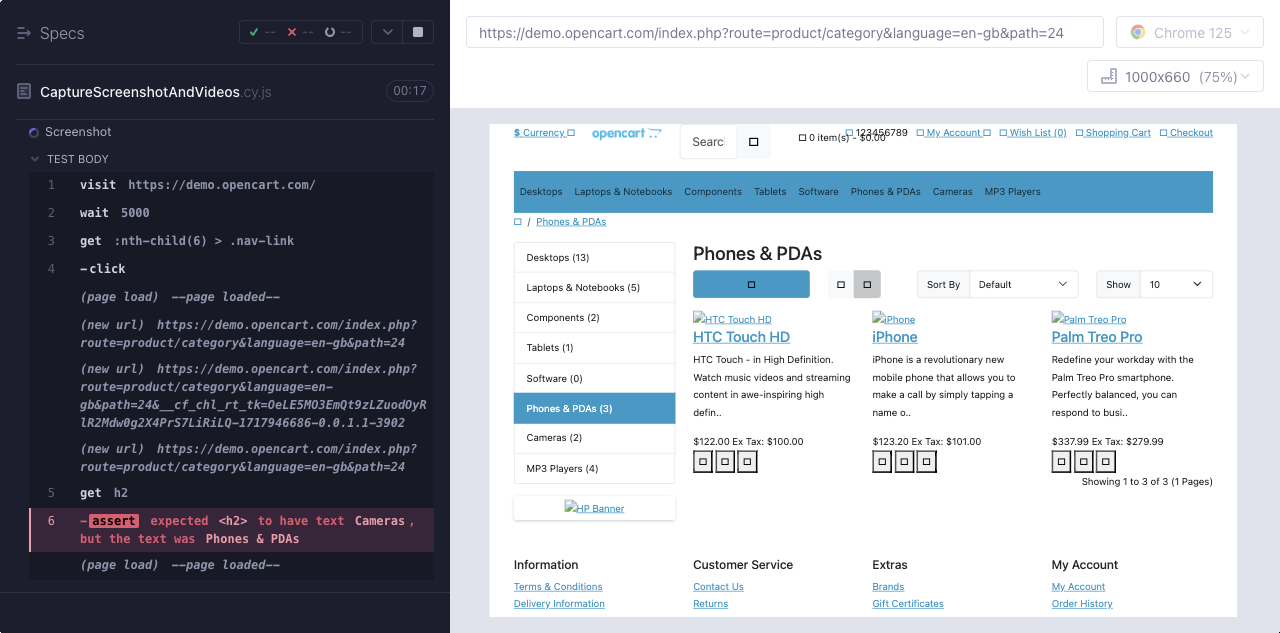 Specs
-- -- --
CaptureScreenshotAndVideos.cy.js
00:17
Screenshot
TEST BODY
1 visit https://demo.opencart.com/
2 wait 5000
3 get :nth-child(6) > .nav-link
4 -click
(page load) --page loaded--
(new url) https://demo.opencart.com/index.php?
route=product/category&language=en-gb&path=24
(new url) https://demo.opencart.com/index.php?
route=product/category&language=en-
gb&path=24&__cf_chl_rt_tk=OeLE5MO3EmQt9zLZuodOyR
lR2Mdw0g2X4PrS7LiRiLQ-1717946686-0.0.1.1-3902
(new url) https://demo.opencart.com/index.php?
route=product/category&language=en-gb&path=24
5 get h2
6 -assert expected <h2> to have text Cameras,
but the text was Phones & PDAs
(page load) --page loaded--
https://demo.opencart.com/index.php?route=product/category&language=en-gb&path=24
Chrome 125
1000x660 (75%)
$ Currency
opencart
Searc
0 item(s) - $0.00
123456789
My Account
Wish List (0)
Shopping Cart
Checkout
Desktops Laptops & Notebooks Components Tablets Software Phones & PDAs Cameras MP3 Players
/ Phones & PDAs
Desktops (13)
Laptops & Notebooks (5)
Components (2)
Tablets (1)
Software (0)
Phones & PDAs (3)
Cameras (2)
MP3 Players (4)
HP Banner
Phones & PDAs
Sort By Default
Show 10
HTC Touch HD
HTC Touch HD
HTC Touch - in High Definition.
Watch music videos and streaming
content in awe-inspiring high
defin..
$122.00 Ex Tax: $100.00
iPhone
iPhone
iPhone is a revolutionary new
mobile phone that allows you to
make a call by simply tapping a
name o..
$123.20 Ex Tax: $101.00
Palm Treo Pro
Palm Treo Pro
Redefine your workday with the
Palm Treo Pro smartphone.
Perfectly balanced, you can
respond to busi..
$337.99 Ex Tax: $279.99
Showing 1 to 3 of 3 (1 Pages)
Information
Terms & Conditions
Delivery Information
Customer Service
Contact Us
Returns
Extras
Brands
Gift Certificates
My Account
My Account
Order History